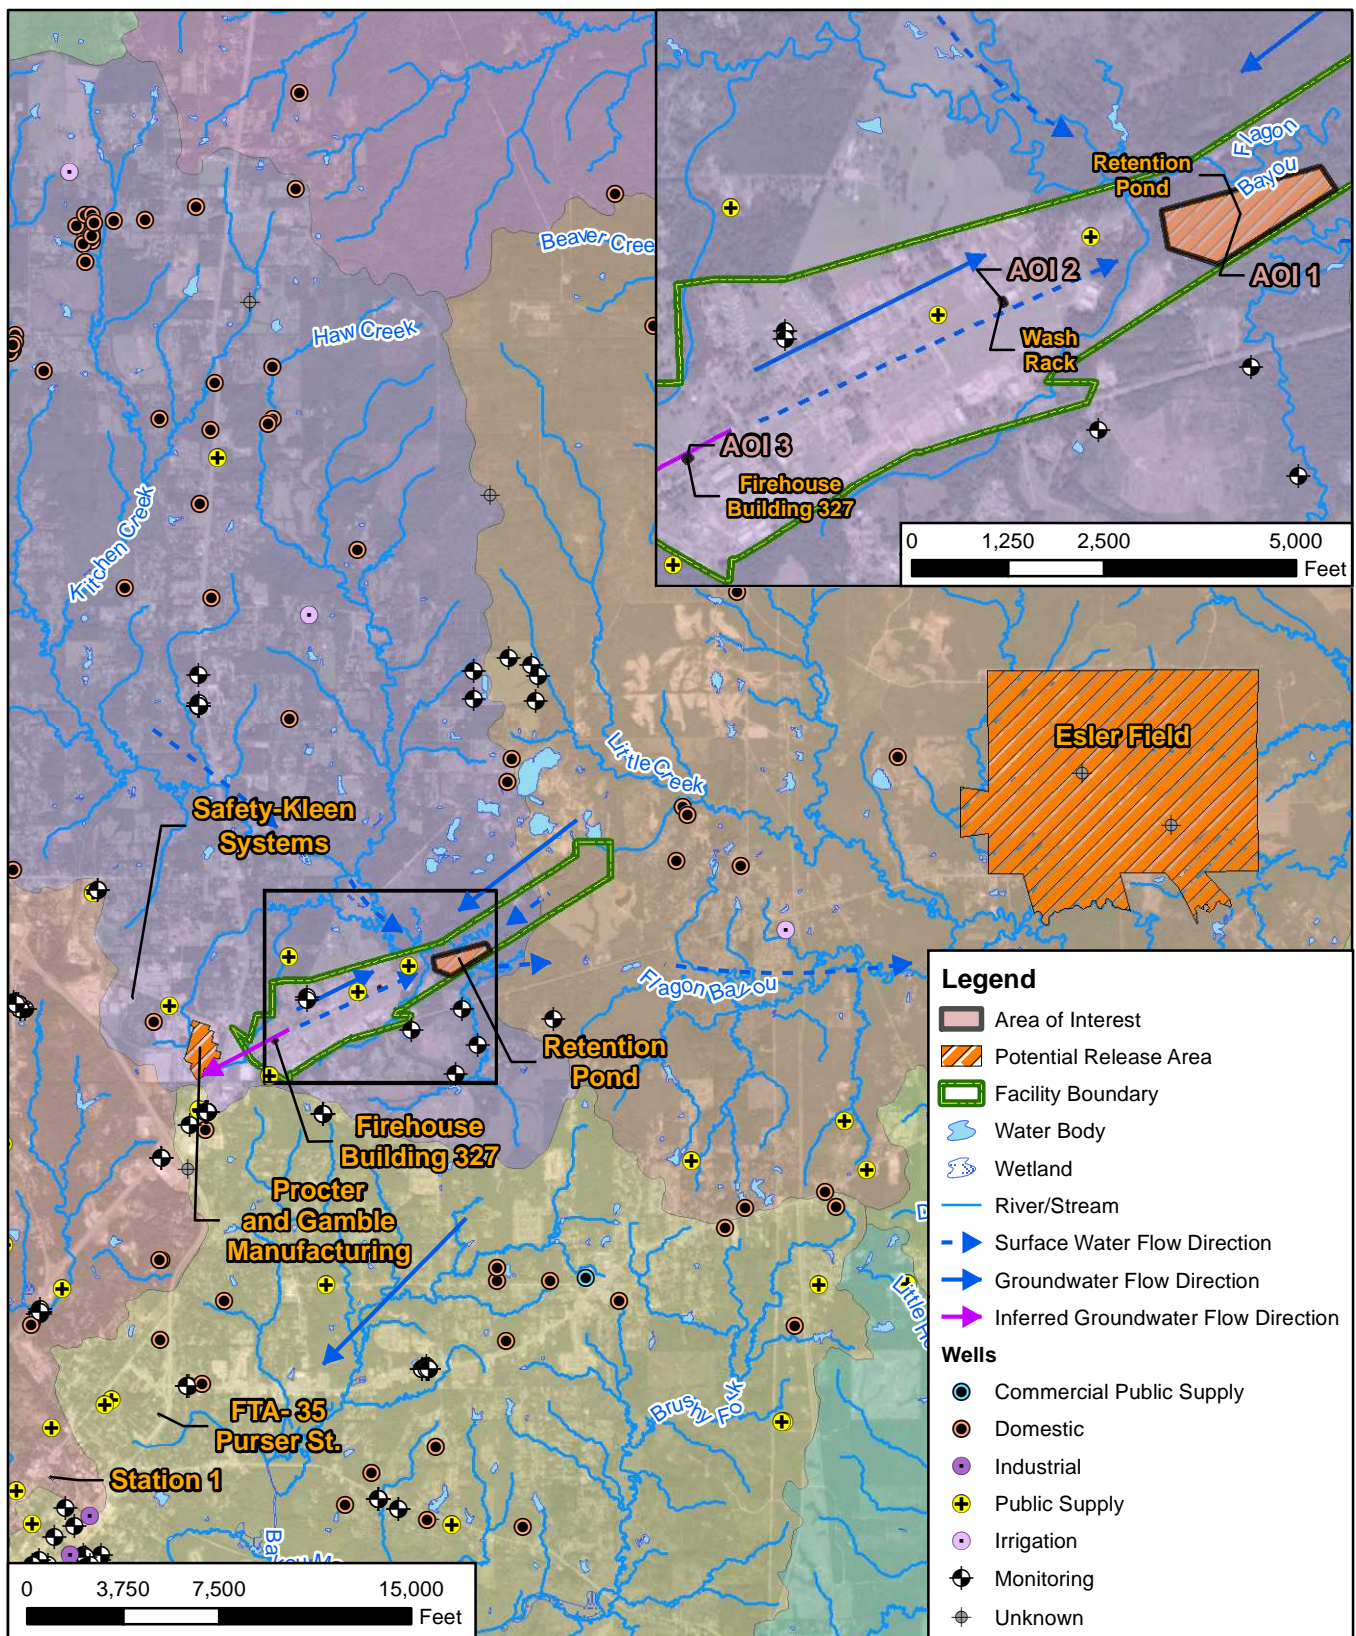 Flagon
Bayou
Retention
Pond
AOI 1
AOI 2
Wash
Rack
AOI 3
Firehouse
Building 327
0 1,250 2,500 5,000
Feet
Beaver Cree
Haw Creek
Kitchen Creek
Little Creek
Esler Field
Safety-Kleen
Systems
Flagon Bayou
Retention
Pond
Firehouse
Building 327
Procter
and Gamble
Manufacturing
FTA- 35
Purser St.
Station 1
Brushy Fork
Little
0 3,750 7,500 15,000
Feet
Legend
Area of Interest
Potential Release Area
Facility Boundary
Water Body
Wetland
River/Stream
Surface Water Flow Direction
Groundwater Flow Direction
Inferred Groundwater Flow Direction
Wells
Commercial Public Supply
Domestic
Industrial
Public Supply
Irrigation
Monitoring
Unknown